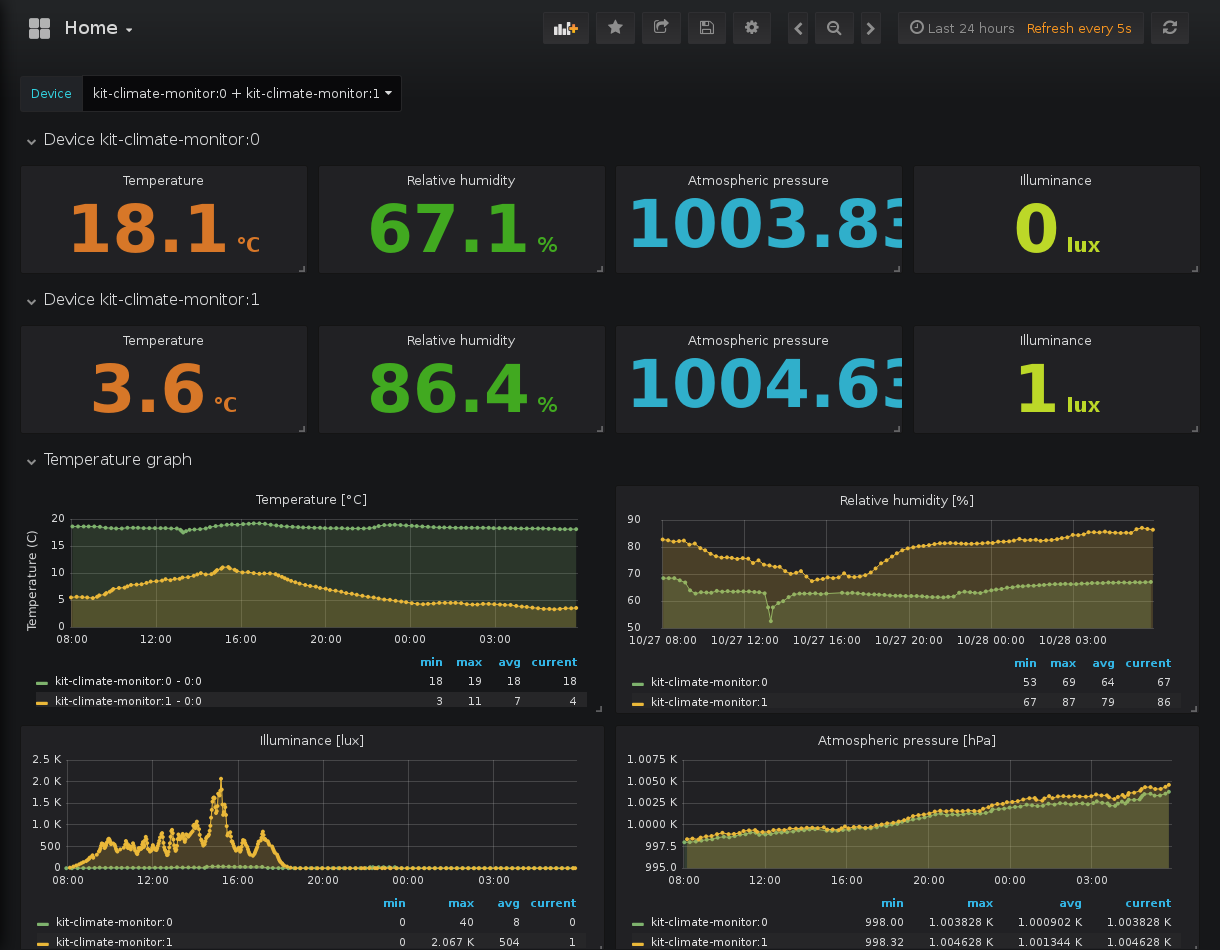 Home
Last 24 hours Refresh every 5s
Device kit-climate-monitor:0 + kit-climate-monitor:1
Device kit-climate-monitor:0
Temperature Relative humidity Atmospheric pressure Illuminance
18.1 °C 67.1 % 1003.83 0 lux
Device kit-climate-monitor:1
Temperature Relative humidity Atmospheric pressure Illuminance
3.6 °C 86.4 % 1004.63 1 lux
Temperature graph
Temperature [°C]
Temperature (C)
20
15
10
5
0
08:00 12:00 16:00 20:00 00:00 03:00
min max avg current
kit-climate-monitor:0 - 0:0 18 19 18 18
kit-climate-monitor:1 - 0:0 3 11 7 4
Relative humidity [%]
90
80
70
60
50
10/27 08:00 10/27 12:00 10/27 16:00 10/27 20:00 10/28 00:00 10/28 03:00
min max avg current
kit-climate-monitor:0 53 69 64 67
kit-climate-monitor:1 67 87 79 86
Illuminance [lux]
2.5 K
2.0 K
1.5 K
1.0 K
500
0
08:00 12:00 16:00 20:00 00:00 03:00
min max avg current
kit-climate-monitor:0 0 40 8 0
kit-climate-monitor:1 0 2.067 K 504 1
Atmospheric pressure [hPa]
1.0075 K
1.0050 K
1.0025 K
1.0000 K
997.5
995.0
08:00 12:00 16:00 20:00 00:00 03:00
min max avg current
kit-climate-monitor:0 998.00 1.003828 K 1.000902 K 1.003828 K
kit-climate-monitor:1 998.32 1.004628 K 1.001344 K 1.004628 K